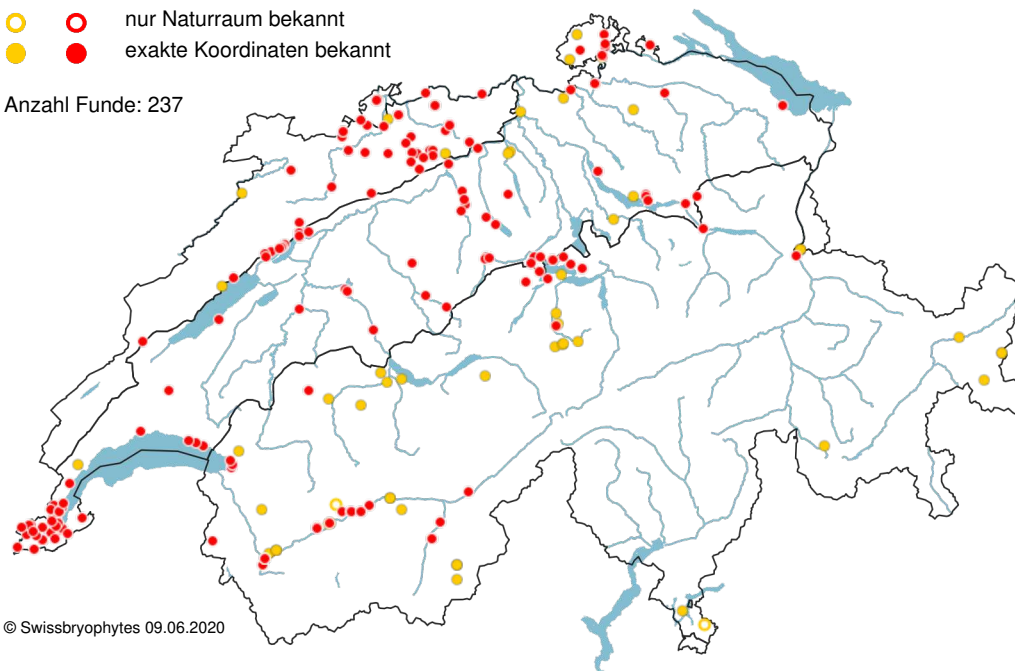 nur Naturraum bekannt
exakte Koordinaten bekannt
Anzahl Funde: 237
© Swissbryophytes 09.06.2020